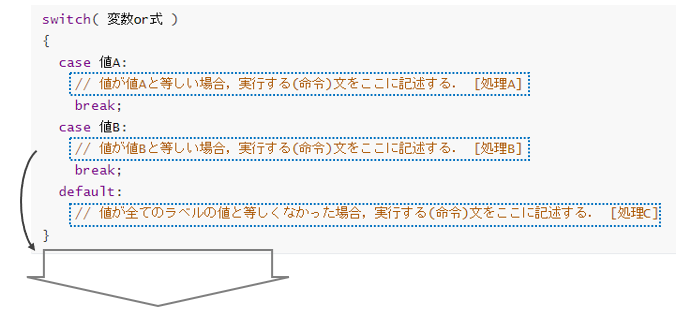 switch( 変数or式 )
{
case 値A:
// 値が値Aと等しい場合，実行する(命令)文をここに記述する． [処理A]
break;
case 値B:
// 値が値Bと等しい場合，実行する(命令)文をここに記述する． [処理B]
break;
default:
// 値が全てのラベルの値と等しくなかった場合，実行する(命令)文をここに記述する． [処理C]
}